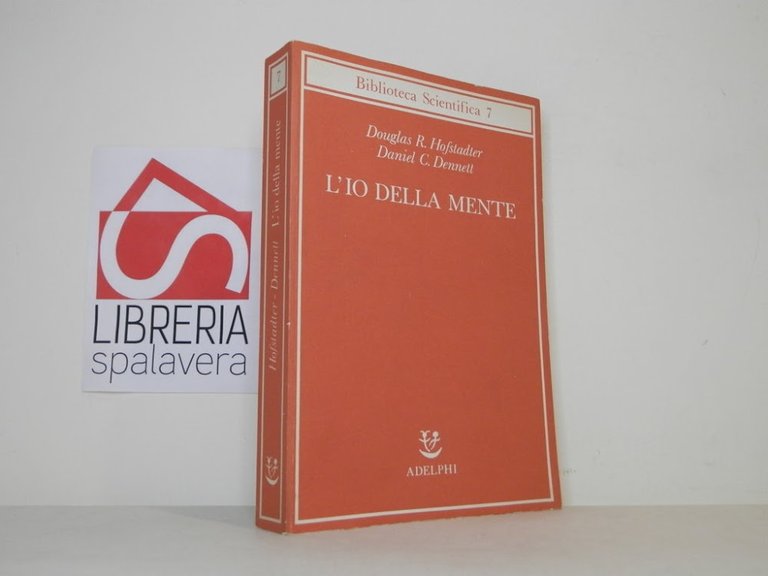 Biblioteca Scientifica 7
Douglas R. Hofstadter
Daniel C. Dennett
L'IO DELLA MENTE
ADELPHI
7
Hofstadter - Dennett L'io della mente
LIBRERIA
spalavera